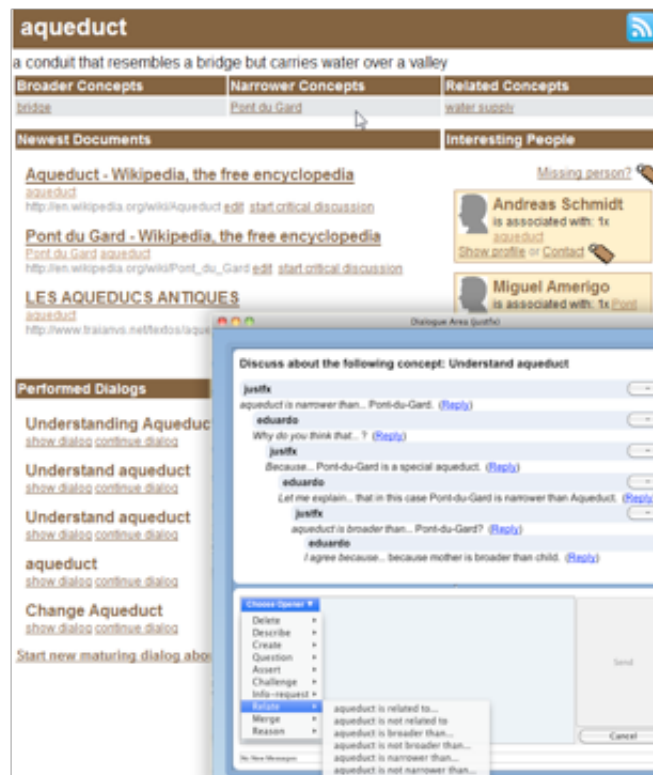 aqueduct
a conduit that resembles a bridge but carries water over a valley
Broader Concepts Narrower Concepts Related Concepts
bridge Pont du Gard water supply
Newest Documents Interesting People
Aqueduct - Wikipedia, the free encyclopedia
aqueduct
http://en.wikipedia.org/wiki/Aqueduct edit start critical discussion
Pont du Gard - Wikipedia, the free encyclopedia
Pont du Gard aqueduct
http://en.wikipedia.org/wiki/Pont_du_Gard edit start critical discussion
LES AQUEDUCS ANTIQUES
aqueduct
http://www.traianvs.net/textos/aque
Missing person?
Andreas Schmidt
is associated with: 1x
aqueduct
Show profile or Contact
Miguel Amerigo
is associated with: 1x Pont
Performed Dialogs
Understanding Aqueduc
show dialog continue dialog
Understand aqueduct
show dialog continue dialog
Understand aqueduct
show dialog continue dialog
aqueduct
show dialog continue dialog
Change Aqueduct
show dialog continue dialog
Start new maturing dialog abou
Dialogue Area (justfx)
Discuss about the following concept: Understand aqueduct
justfx
aqueduct is narrower than... Pont-du-Gard. (Reply)
eduardo
Why do you think that... ? (Reply)
justfx
Because... Pont-du-Gard is a special aqueduct. (Reply)
eduardo
Let me explain... that in this case Pont-du-Gard is narrower than Aqueduct. (Reply)
justfx
aqueduct is broader than... Pont-du-Gard? (Reply)
eduardo
I agree because... because mother is broader than child. (Reply)
Choose Opener
Delete
Describe
Create
Question
Assert
Challenge
Info-request
Relate
Merge
Reason
aqueduct is related to...
aqueduct is not related to
aqueduct is broader than...
aqueduct is not broader than...
aqueduct is narrower than...
aqueduct is not narrower than...
Send
Cancel
No New Messages